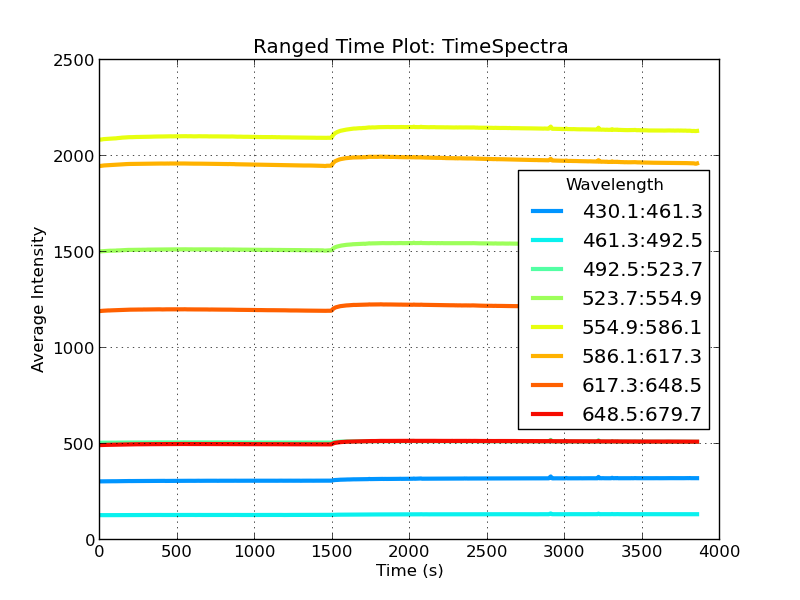 Ranged Time Plot: TimeSpectra
2500
2000
1500
1000
500
0
Average Intensity
Wavelength
430.1:461.3
461.3:492.5
492.5:523.7
523.7:554.9
554.9:586.1
586.1:617.3
617.3:648.5
648.5:679.7
0 500 1000 1500 2000 2500 3000 3500 4000
Time (s)